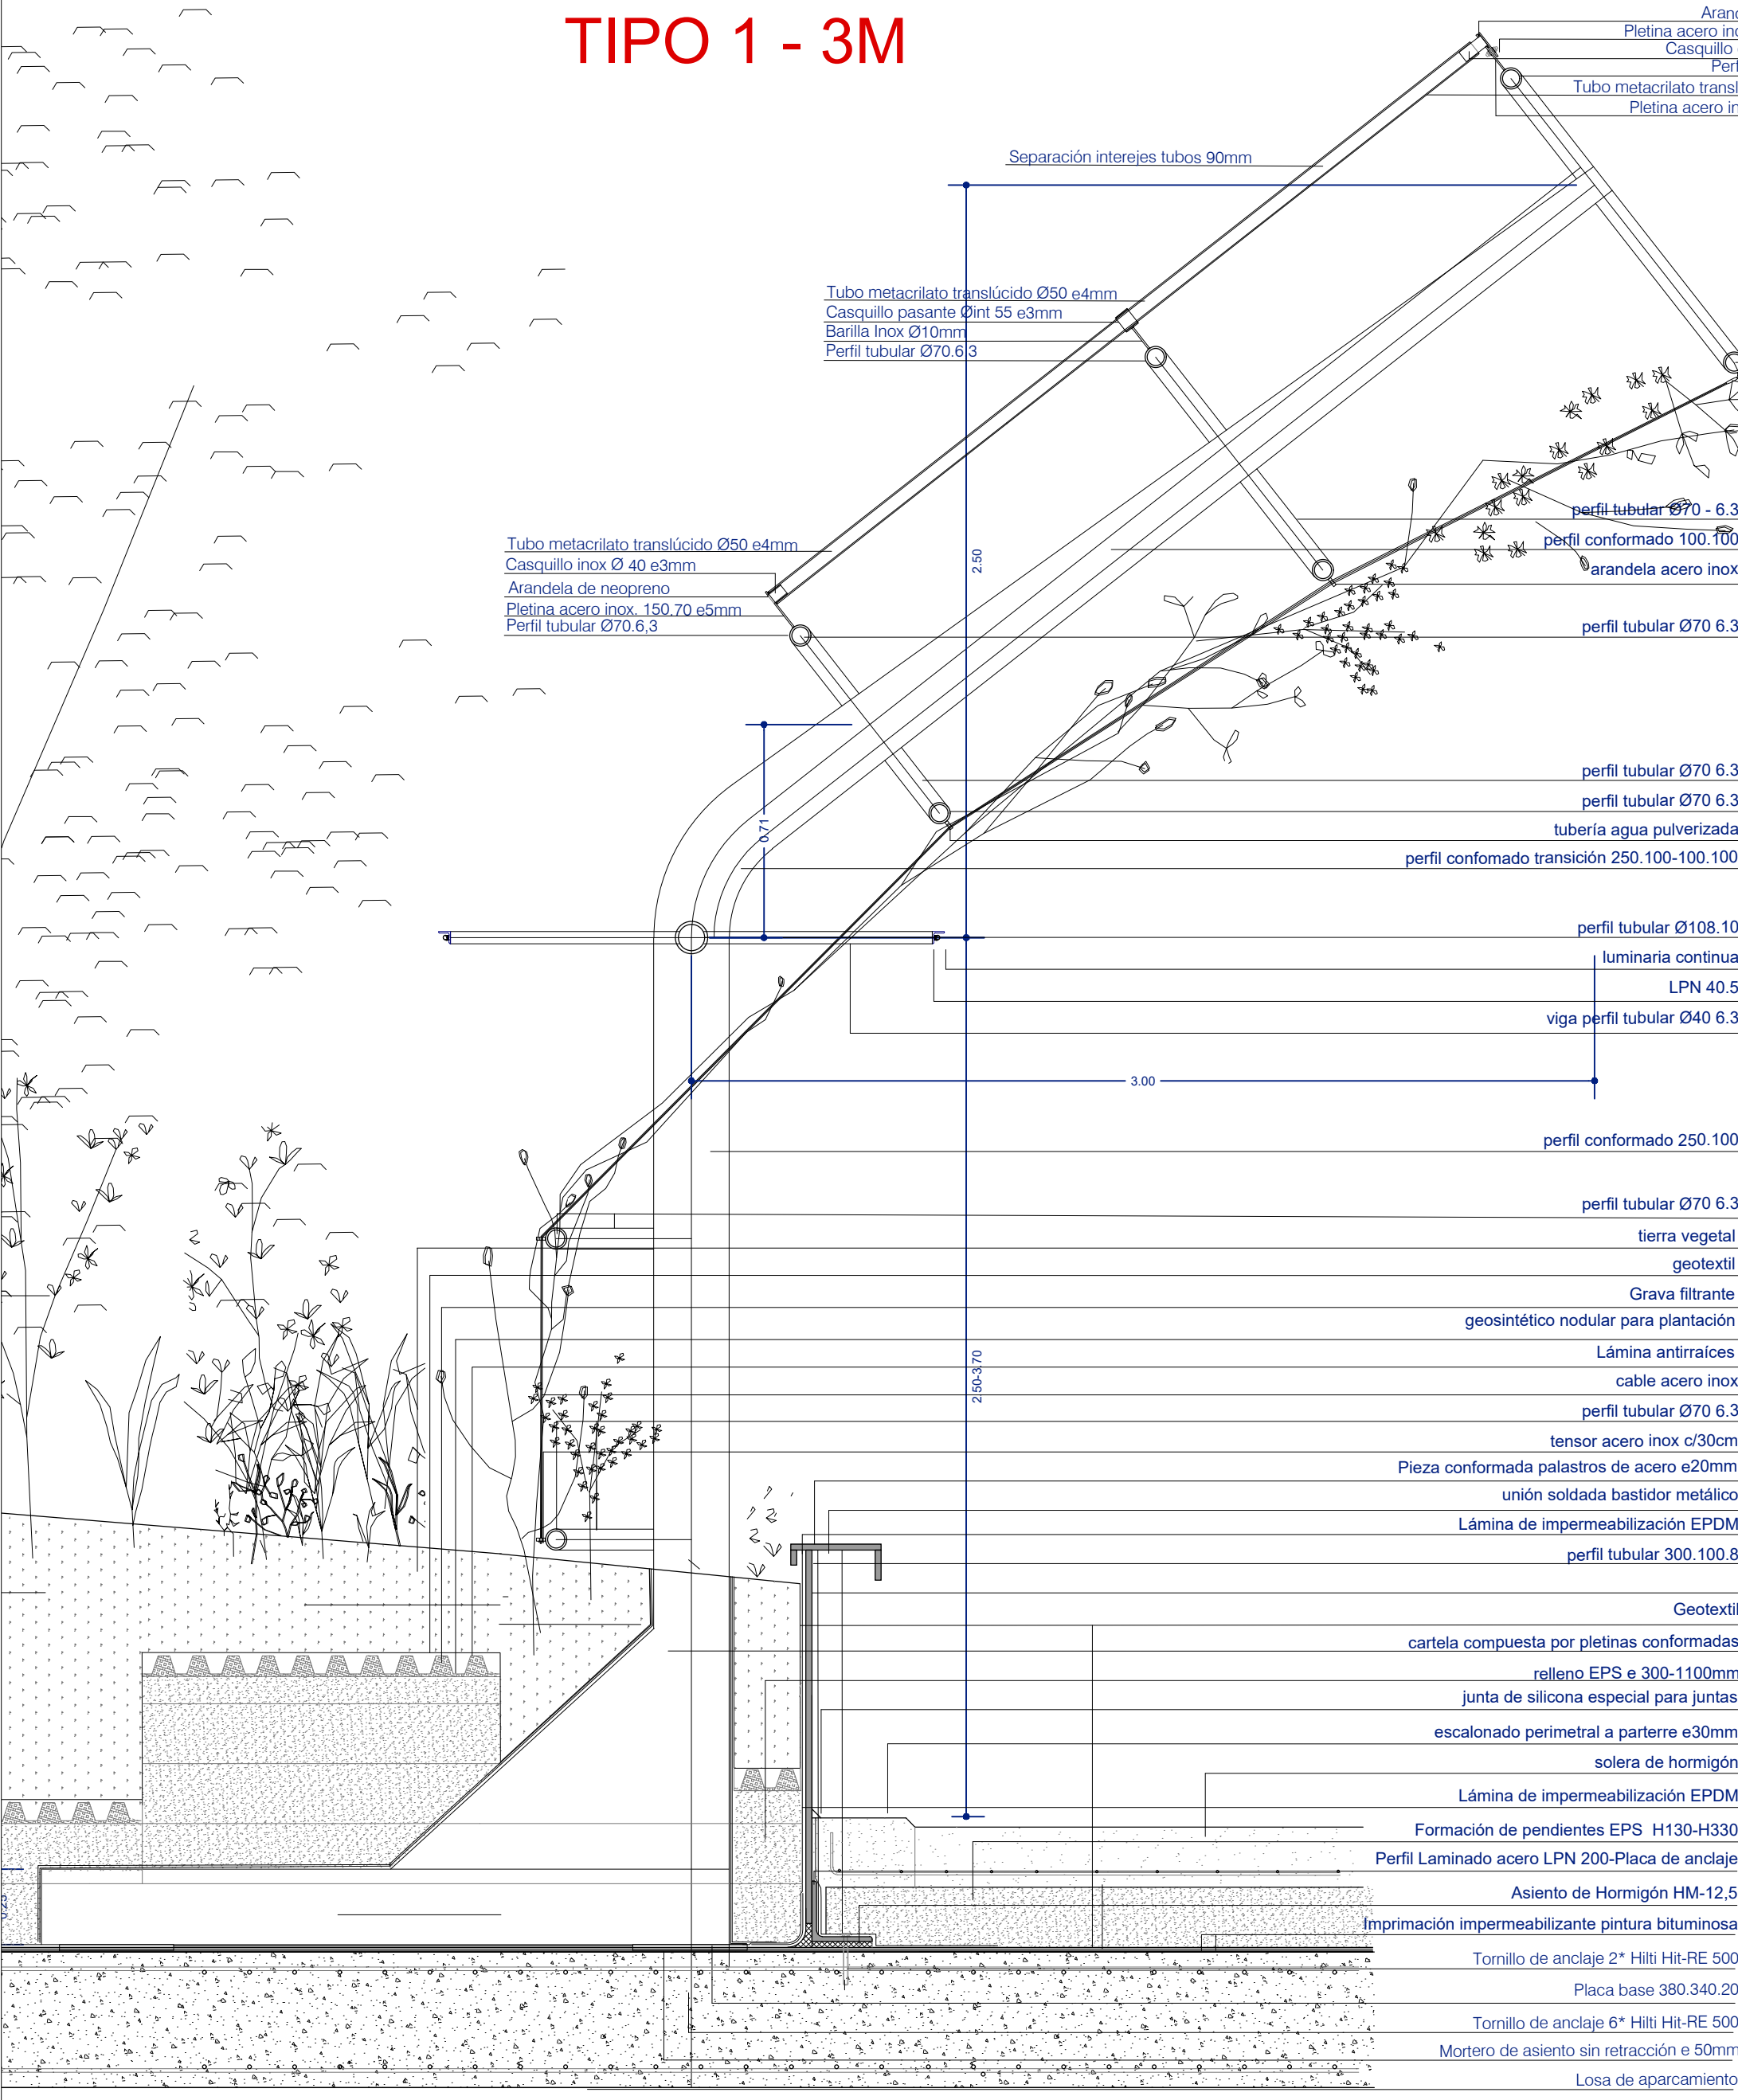 TIPO 1 - 3M
Pletina acero
Casquillo
Tubo metacrilato
Pletina acero
Separación interejes tubos 90mm
Tubo metacrilato translúcido Ø50 e4mm
Casquillo pasante Øint 55 e3mm
Barilla Inox Ø10mm
Perfil tubular Ø70.6,3
perfil tubular Ø70 - 6.3
perfil conformado 100.100
arandela acero inox
2.50
Tubo metacrilato translúcido Ø50 e4mm
Casquillo inox Ø 40 e3mm
Arandela de neopreno
Pletina acero inox. 150.70 e5mm
Perfil tubular Ø70.6,3
perfil tubular Ø70 6.3
0.71
perfil tubular Ø70 6.3
perfil tubular Ø70 6.3
tubería agua pulverizada
perfil confomado transición 250.100-100.100
perfil tubular Ø108.10
luminaria continua
LPN 40.5
viga perfil tubular Ø40 6.3
3.00
perfil conformado 250.100
perfil tubular Ø70 6.3
tierra vegetal
geotextil
Grava filtrante
geosintético nodular para plantación
Lámina antirraíces
2.50-3.70
cable acero inox
perfil tubular Ø70 6.3
tensor acero inox c/30cm
Pieza conformada palastros de acero e20mm
unión soldada bastidor metálico
Lámina de impermeabilización EPDM
perfil tubular 300.100.8
Geotextil
cartela compuesta por pletinas conformadas
relleno EPS e 300-1100mm
junta de silicona especial para juntas
escalonado perimetral a parterre e30mm
solera de hormigón
Lámina de impermeabilización EPDM
Formación de pendientes EPS H130-H330
Perfil Laminado acero LPN 200-Placa de anclaje
Asiento de Hormigón HM-12,5
Imprimación impermeabilizante pintura bituminosa
Tornillo de anclaje 2* Hilti Hit-RE 500
Placa base 380.340.20
Tornillo de anclaje 6* Hilti Hit-RE 500
Mortero de asiento sin retracción e 50mm
Losa de aparcamiento